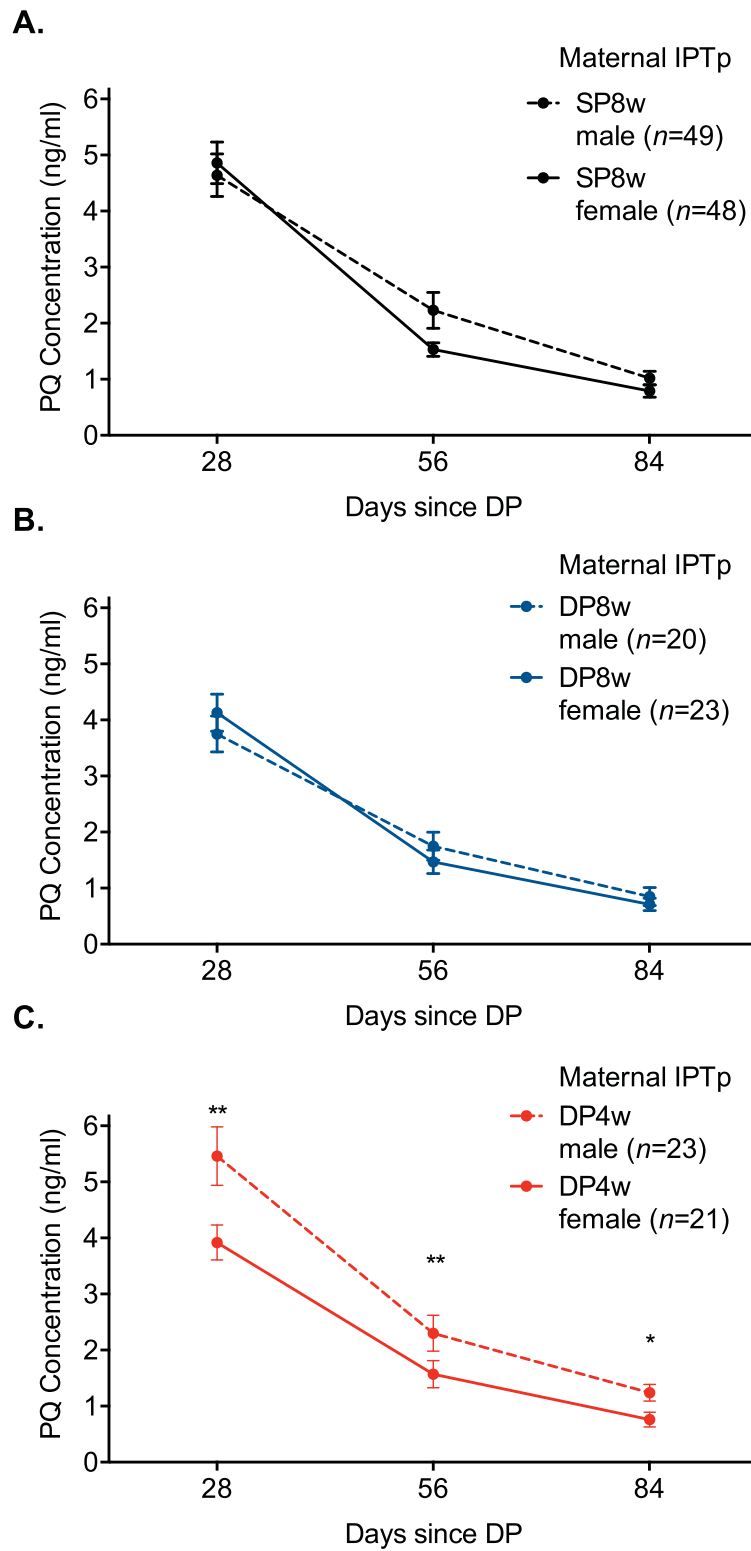 A.
Maternal IPTp
SP8w
male (n=49)
SP8w
female (n=48)
PQ Concentration (ng/ml)
6
5
4
3
2
1
0
28 56 84
Days since DP
B.
Maternal IPTp
DP8w
male (n=20)
DP8w
female (n=23)
PQ Concentration (ng/ml)
6
5
4
3
2
1
0
28 56 84
Days since DP
C.
Maternal IPTp
DP4w
male (n=23)
DP4w
female (n=21)
PQ Concentration (ng/ml)
6
5
4
3
2
1
0
**
**
*
28 56 84
Days since DP